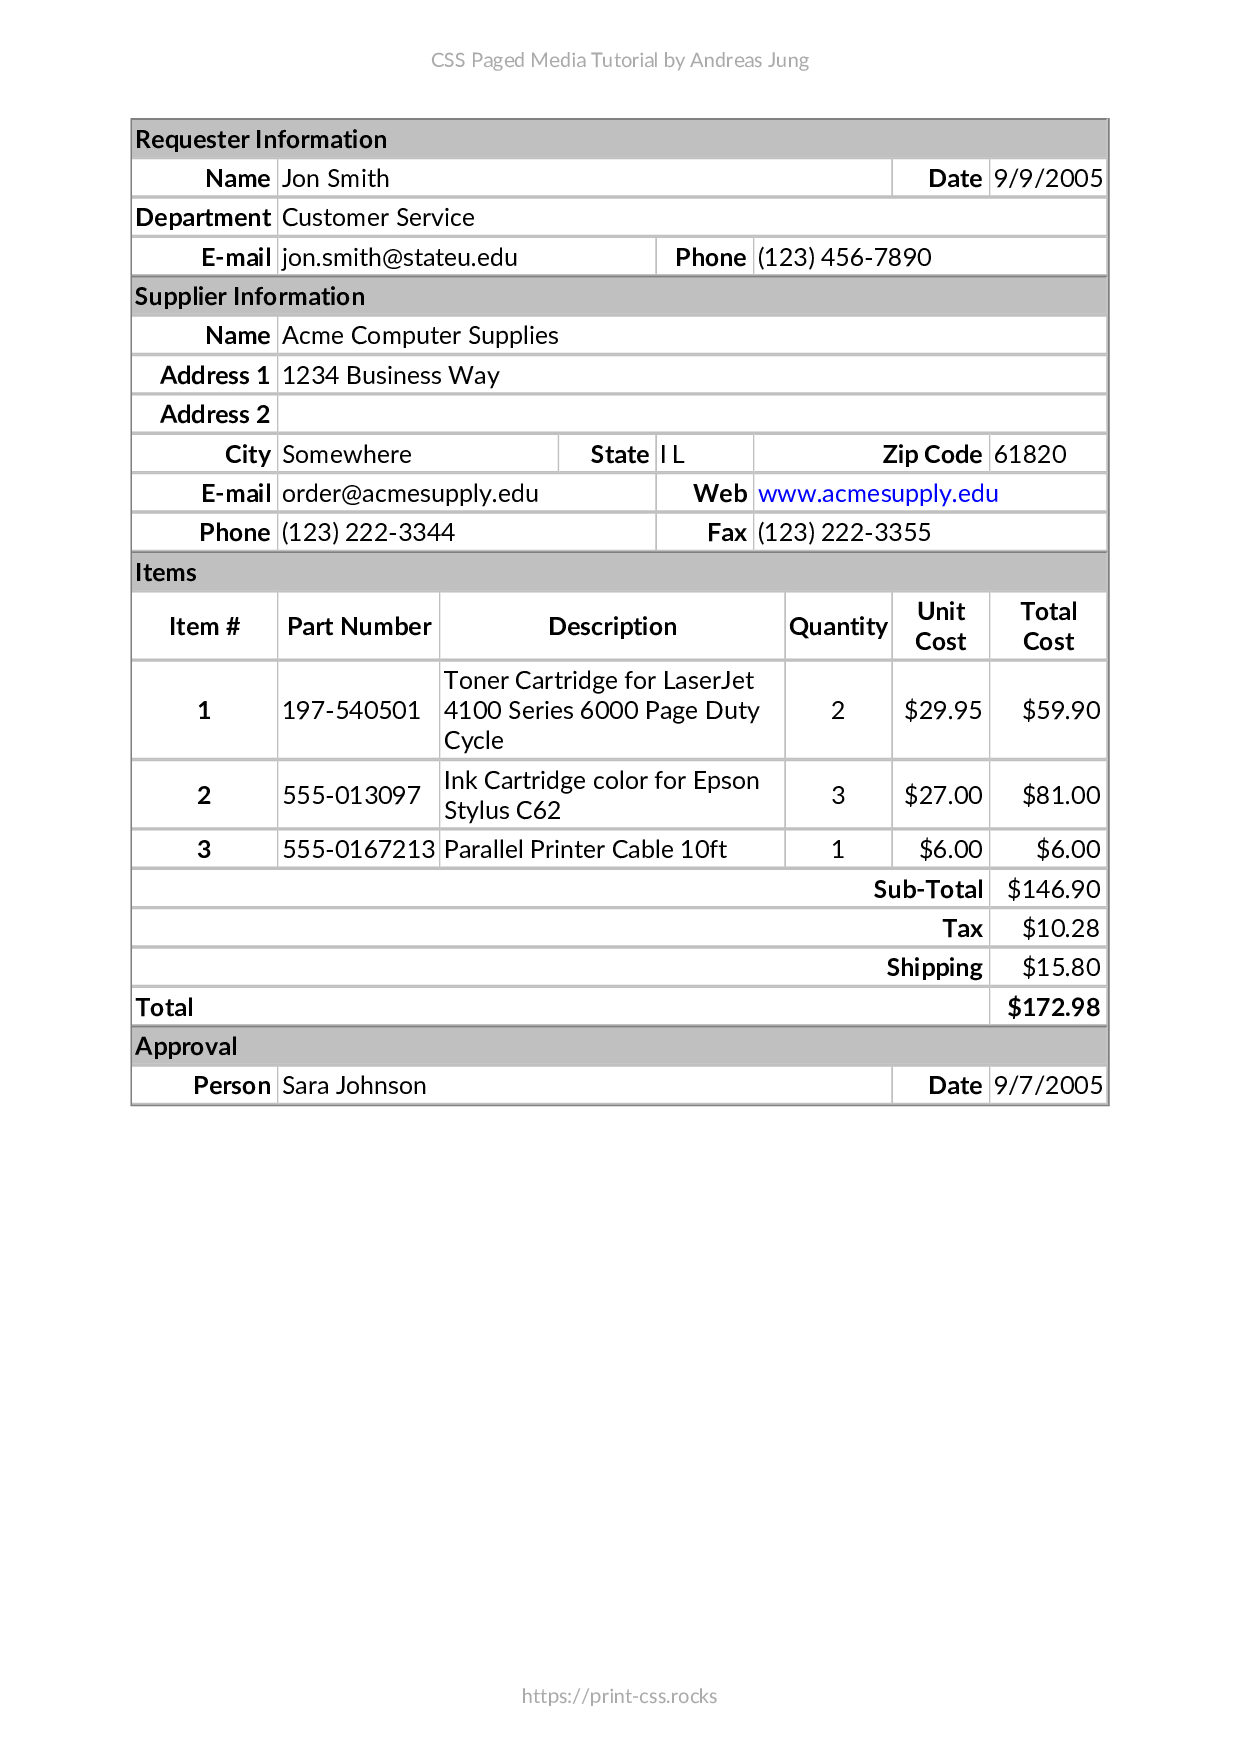 CSS Paged Media Tutorial by Andreas Jung
Requester Information
Name Jon Smith Date 9/9/2005
Department Customer Service
E-mail jon.smith@stateu.edu Phone (123) 456-7890
Supplier Information
Name Acme Computer Supplies
Address 1 1234 Business Way
Address 2
City Somewhere State IL Zip Code 61820
E-mail order@acmesupply.edu Web www.acmesupply.edu
Phone (123) 222-3344 Fax (123) 222-3355
Items
Item # Part Number Description Quantity Unit Cost Total Cost
1 197-540501 Toner Cartridge for LaserJet 4100 Series 6000 Page Duty Cycle 2 $29.95 $59.90
2 555-013097 Ink Cartridge color for Epson Stylus C62 3 $27.00 $81.00
3 555-0167213 Parallel Printer Cable 10ft 1 $6.00 $6.00
Sub-Total $146.90
Tax $10.28
Shipping $15.80
Total $172.98
Approval
Person Sara Johnson Date 9/7/2005
https://print-css.rocks